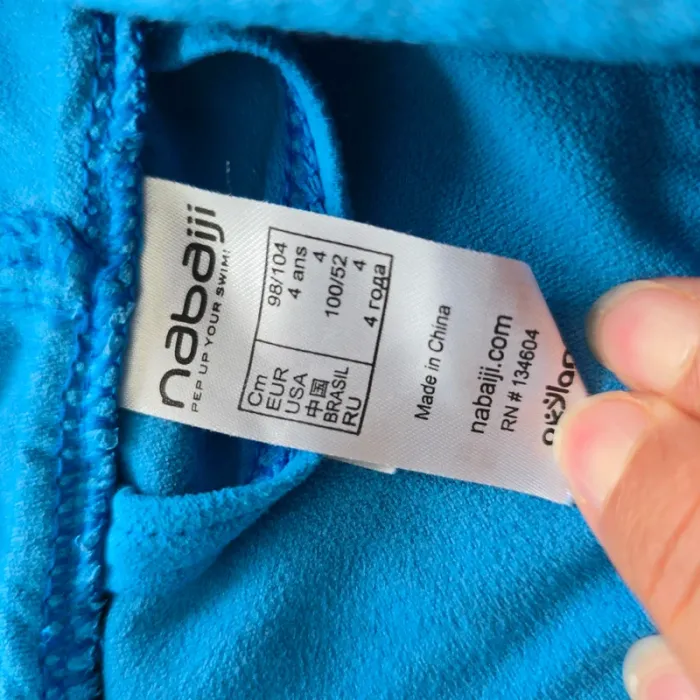 nabaiji
PEP UP YOUR SWIM!
Cm 98/104
EUR 4 ans
USA 4
中国 100/52
BRASIL 4
RU 4 года
Made in China
nabaiji.com
RN # 134604